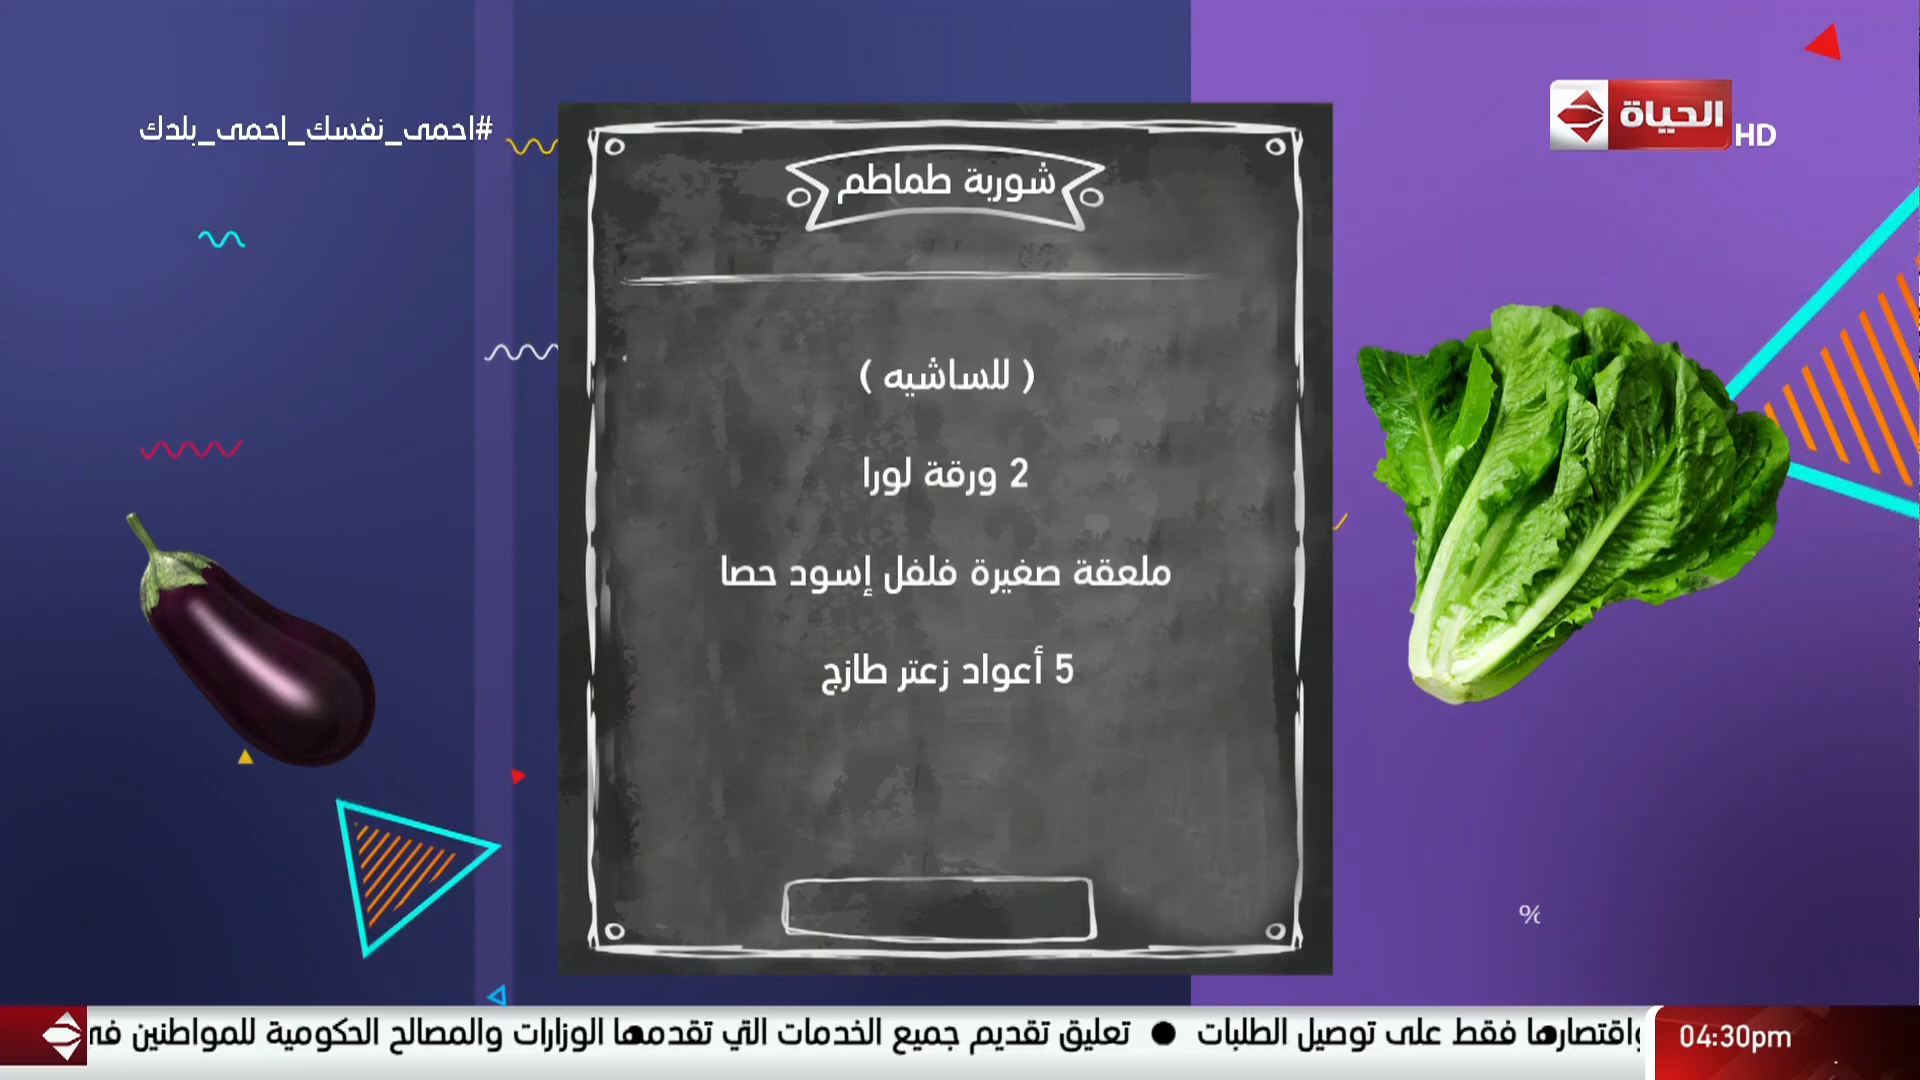 #احمى_نفسك_احمى_بلدك
الحياة
HD
شوربة طماطم
( للساشيه )
2 ورقة لورا
ملعقة صغيرة فلفل إسود حصا
5 أعواد زعتر طازج
%
واقتصارها فقط على توصيل الطلبات ● تعليق تقديم جميع الخدمات التي تقدمها الوزارات والمصالح الحكومية للمواطنين في
04:30pm